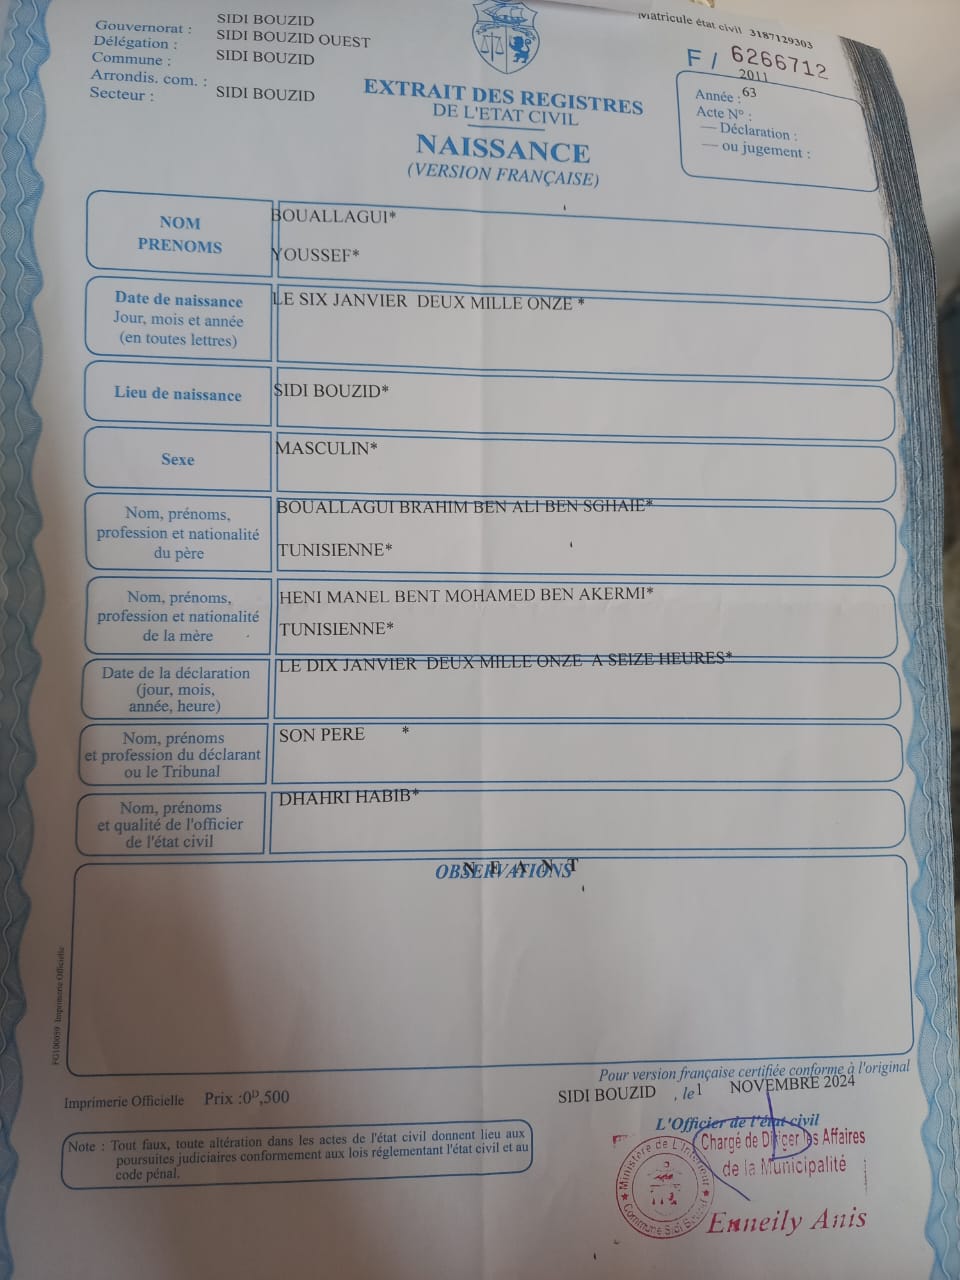 Gouvernorat : SIDI BOUZID
Délégation : SIDI BOUZID OUEST
Commune : SIDI BOUZID
Arrondis. com. :
Secteur : SIDI BOUZID
EXTRAIT DES REGISTRES
DE L'ETAT CIVIL
NAISSANCE
(VERSION FRANÇAISE)
Matricule état civil 3187129303
F / 6266712
2011
Année : 63
Acte N° :
— Déclaration :
— ou jugement :
NOM
PRENOMS
BOUALLAGUI*
YOUSSEF*
Date de naissance
Jour, mois et année
(en toutes lettres)
LE SIX JANVIER DEUX MILLE ONZE *
Lieu de naissance
SIDI BOUZID*
Sexe
MASCULIN*
Nom, prénoms,
profession et nationalité
du père
BOUALLAGUI BRAHIM BEN ALI BEN SGHAIE*
TUNISIENNE*
Nom, prénoms,
profession et nationalité
de la mère
HENI MANEL BENT MOHAMED BEN AKERMI*
TUNISIENNE*
Date de la déclaration
(jour, mois,
année, heure)
LE DIX JANVIER DEUX MILLE ONZE A SEIZE HEURES*
Nom, prénoms
et profession du déclarant
ou le Tribunal
SON PERE *
Nom, prénoms
et qualité de l'officier
de l'état civil
DHAHRI HABIB*
OBSERVATIONS
N E A N T
FG100059 Imprimerie Officielle
Pour version française certifiée conforme à l'original
Imprimerie Officielle Prix :0ᴰ,500
SIDI BOUZID , le 1 NOVEMBRE 2024
L'Officier de l'état civil
Note : Tout faux, toute altération dans les actes de l'état civil donnent lieu aux
poursuites judiciaires conformement aux lois réglementant l'état civil et au
code pénal.
Chargé de Diriger les Affaires
de la Municipalité
Ministère de L'Interieur
Commune Sidi Bouzid
Enneily Anis